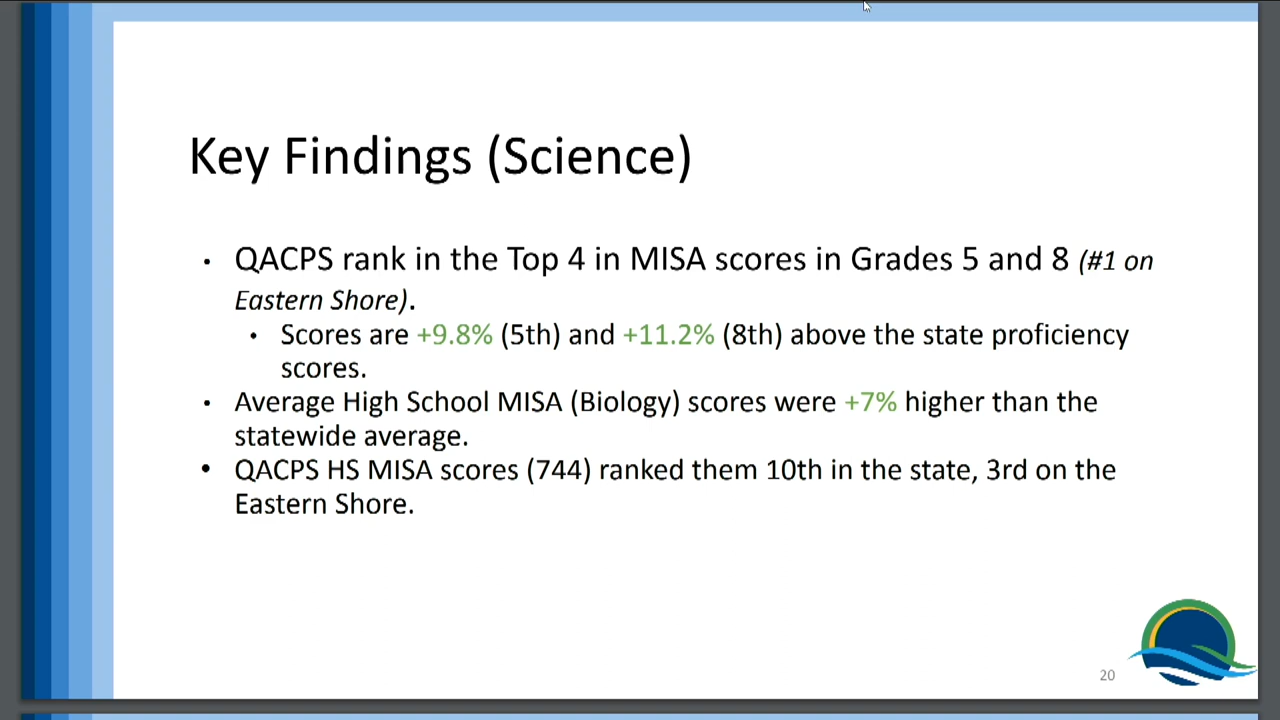 Key Findings (Science)
• QACPS rank in the Top 4 in MISA scores in Grades 5 and 8 (#1 on
Eastern Shore).
• Scores are +9.8% (5th) and +11.2% (8th) above the state proficiency
scores.
• Average High School MISA (Biology) scores were +7% higher than the
statewide average.
• QACPS HS MISA scores (744) ranked them 10th in the state, 3rd on the
Eastern Shore.
20